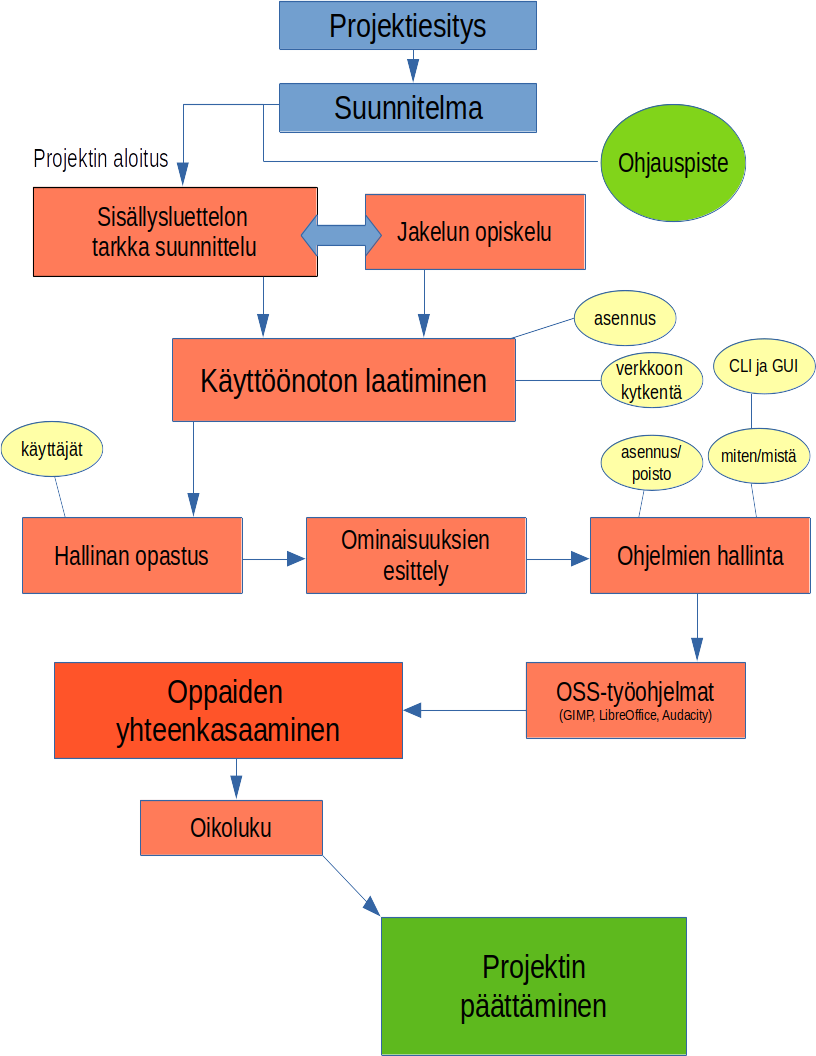 Projektiesitys
Suunnitelma
Projektin aloitus
Ohjauspiste
Sisällysluettelon
tarkka suunnittelu
Jakelun opiskelu
asennus
Käyttöönoton laatiminen
verkkoon
kytkentä
CLI ja GUI
käyttäjät
asennus/
poisto
miten/mistä
Hallinan opastus
Ominaisuuksien
esittely
Ohjelmien hallinta
Oppaiden
yhteenkasaaminen
OSS-työohjelmat
(GIMP, LibreOffice, Audacity)
Oikoluku
Projektin
päättäminen